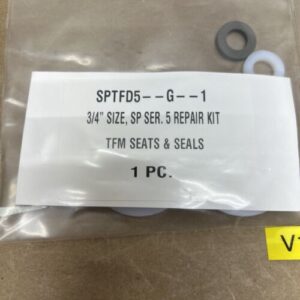 SPTFD5--G--1
3/4" SIZE, SP SER. 5 REPAIR KIT
TFM SEATS & SEALS
1 PC.